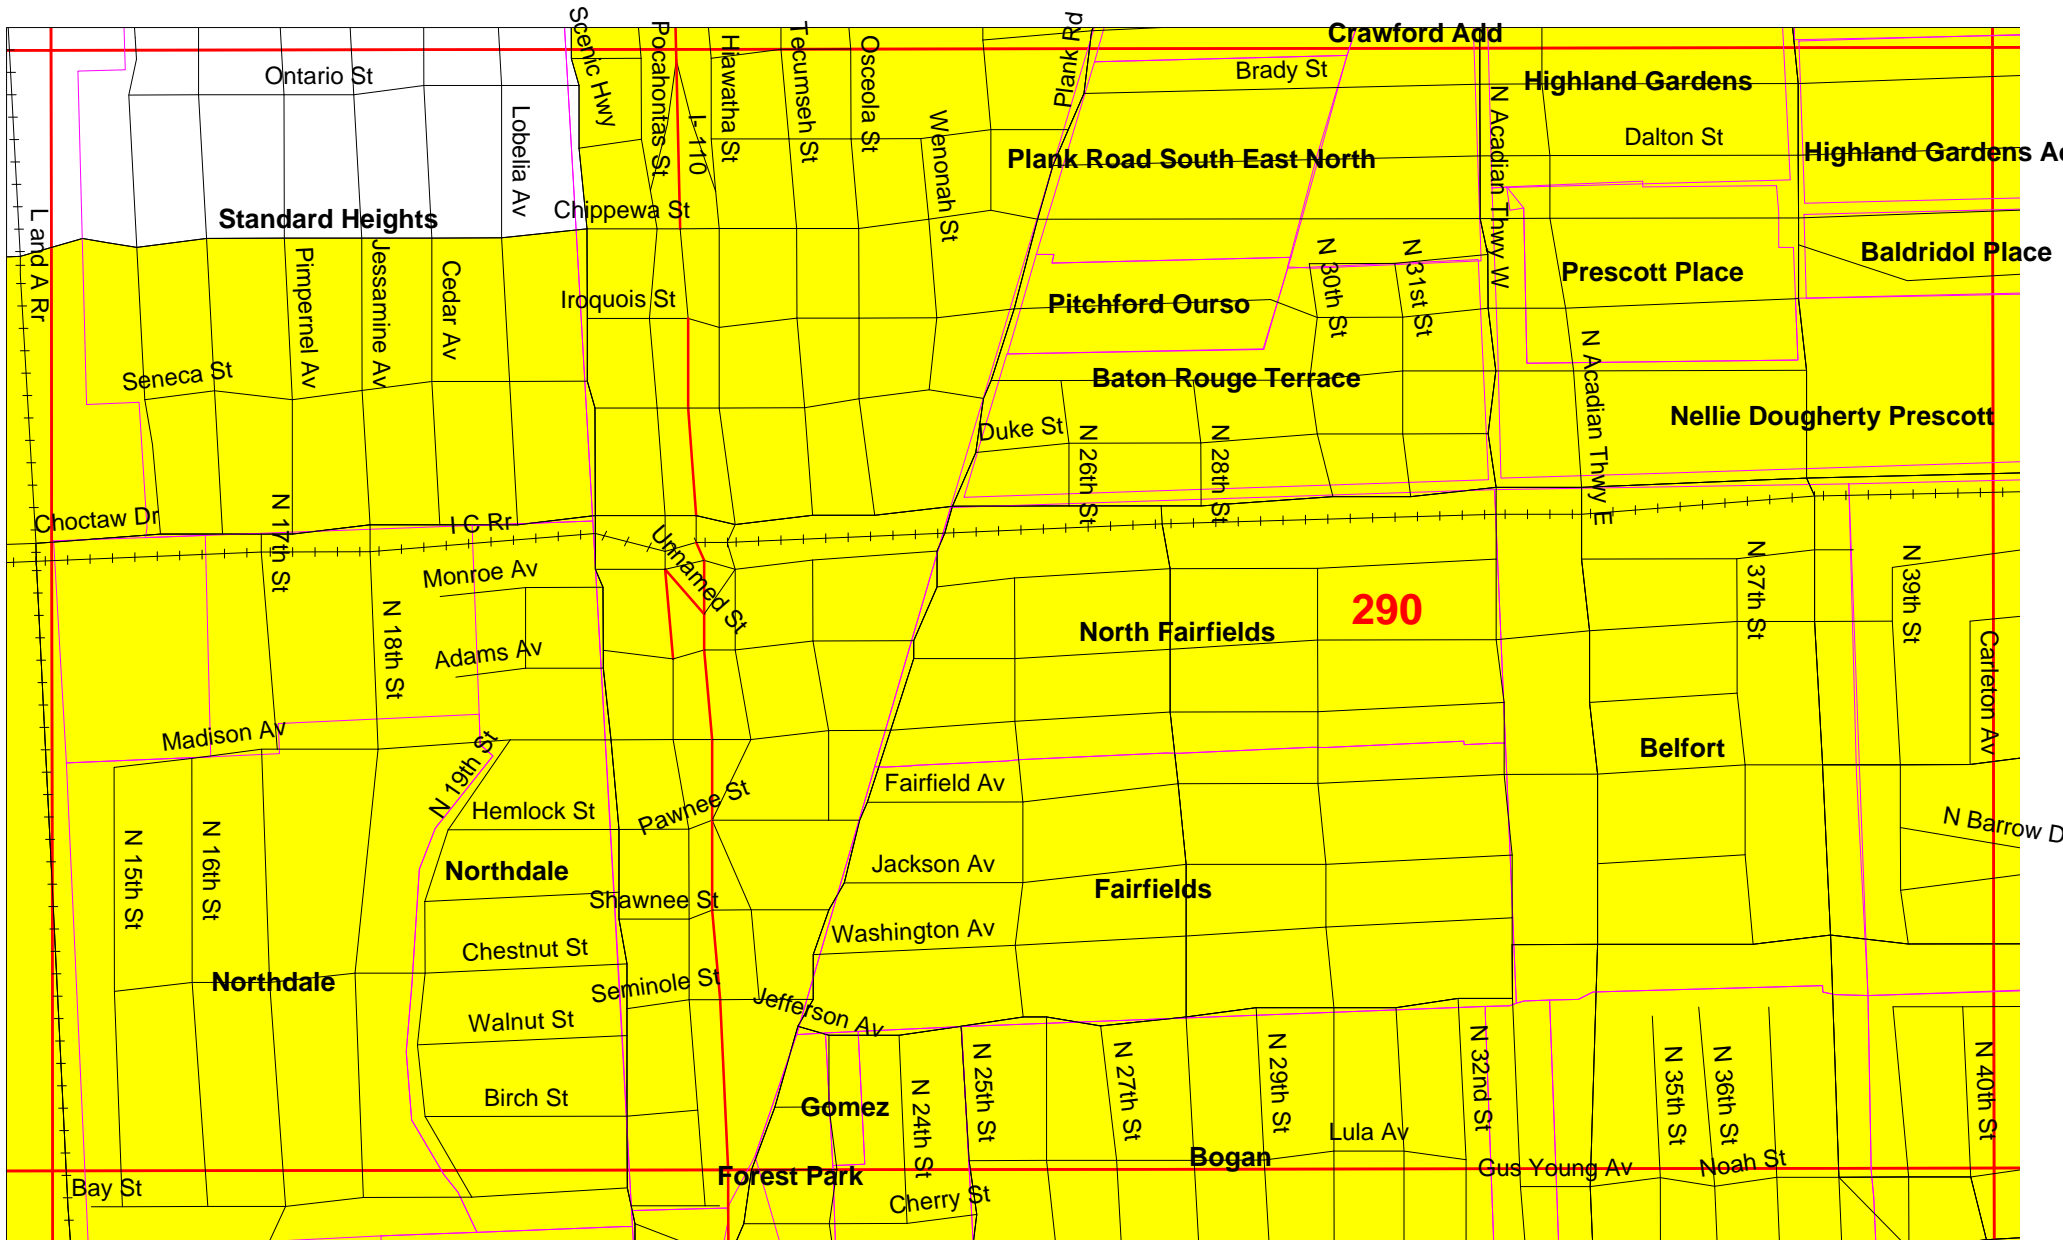 Crawford Add
Scenic Hwy
Pocahontas St
I- 110
Hiawatha St
Tecumseh St
Osceola St
Plank Rd
Ontario St
Brady St
Highland Gardens
Lobelia Av
Wenonah St
N Acadian Thwy W
Dalton St
Plank Road South East North
Highland Gardens Ad
L and A Rr
Standard Heights
Chippewa St
Pimpernel Av
Jessamine Av
Cedar Av
Iroquois St
N 30th St
N 31st St
Prescott Place
Baldridol Place
Pitchford Ourso
N Acadian Thwy E
Seneca St
Baton Rouge Terrace
Nellie Dougherty Prescott
Duke St
N 26th St
N 28th St
Choctaw Dr
I C Rr
N 17th St
Unnamed St
Monroe Av
N 37th St
N 39th St
290
N 18th St
North Fairfields
Adams Av
Carleton Av
Madison Av
N 19th St
Belfort
Fairfield Av
Hemlock St
Pawnee St
N Barrow D
N 15th St
N 16th St
Northdale
Jackson Av
Fairfields
Shawnee St
Washington Av
Chestnut St
Northdale
Seminole St
Jefferson Av
Walnut St
N 25th St
N 27th St
N 29th St
N 32nd St
N 35th St
N 36th St
N 40th St
Birch St
Gomez
N 24th St
Lula Av
Bogan
Gus Young Av
Noah St
Forest Park
Bay St
Cherry St